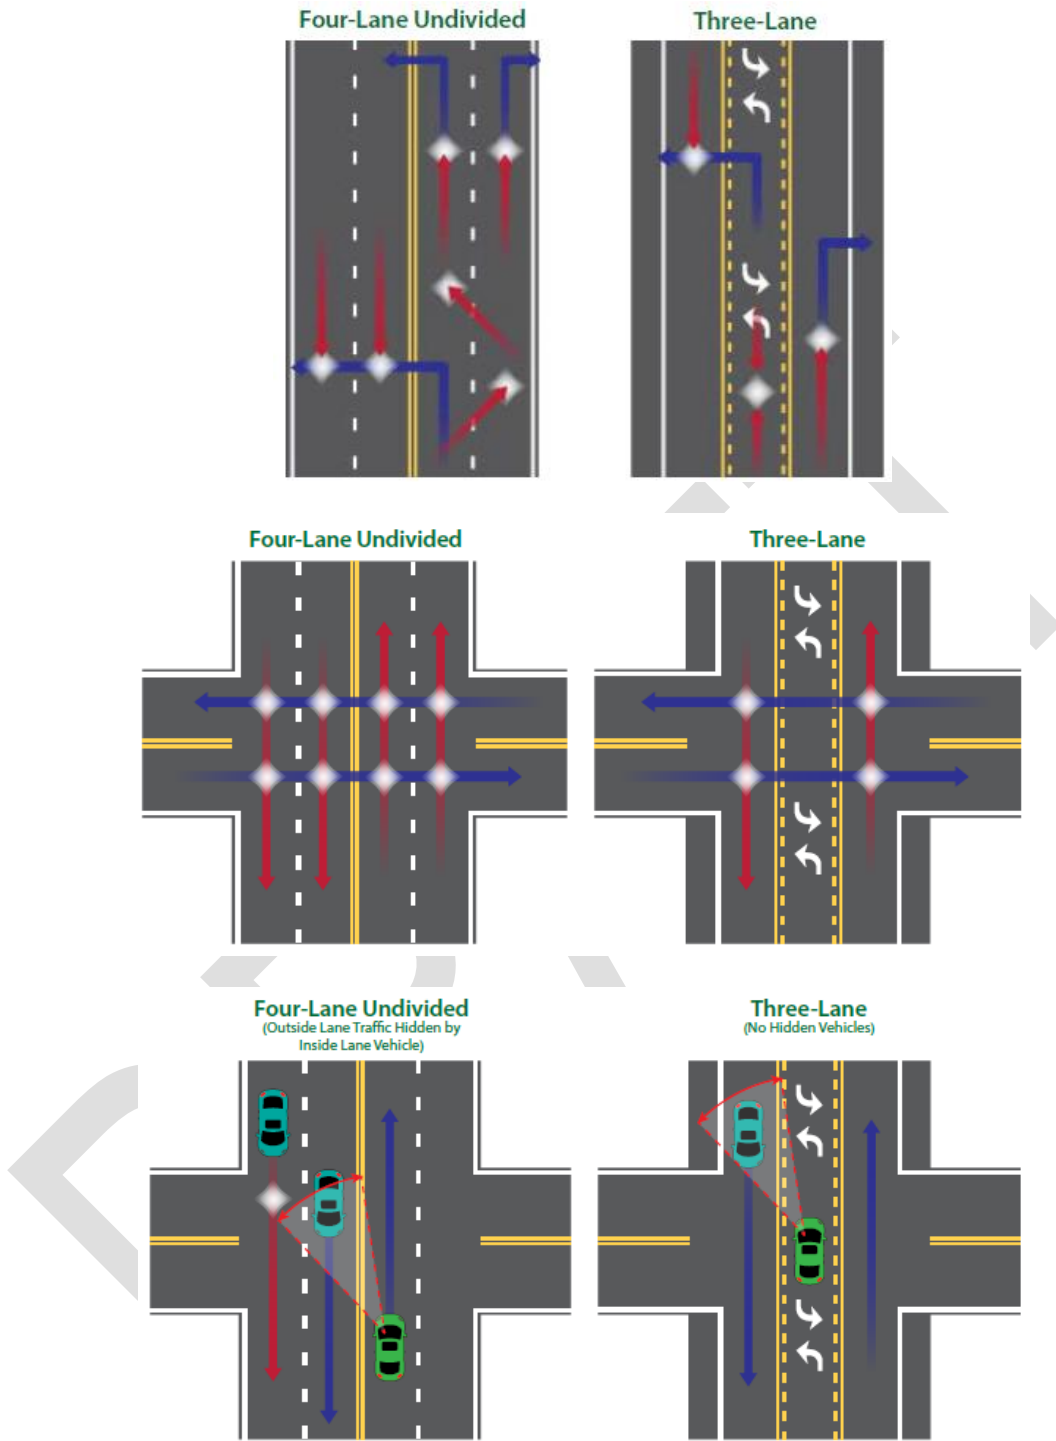 Four-Lane Undivided
Three-Lane
Four-Lane Undivided
Three-Lane
Four-Lane Undivided
(Outside Lane Traffic Hidden by
Inside Lane Vehicle)
Three-Lane
(No Hidden Vehicles)